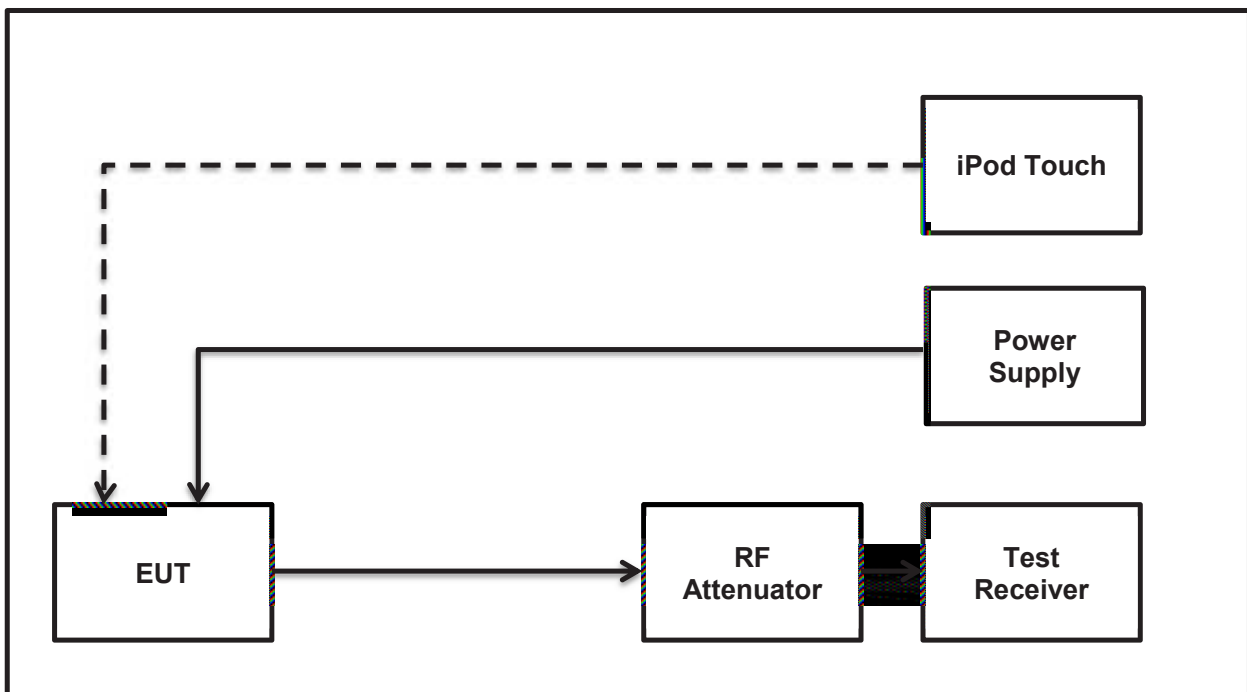 iPod Touch
Power
Supply
EUT
RF
Attenuator
Test
Receiver